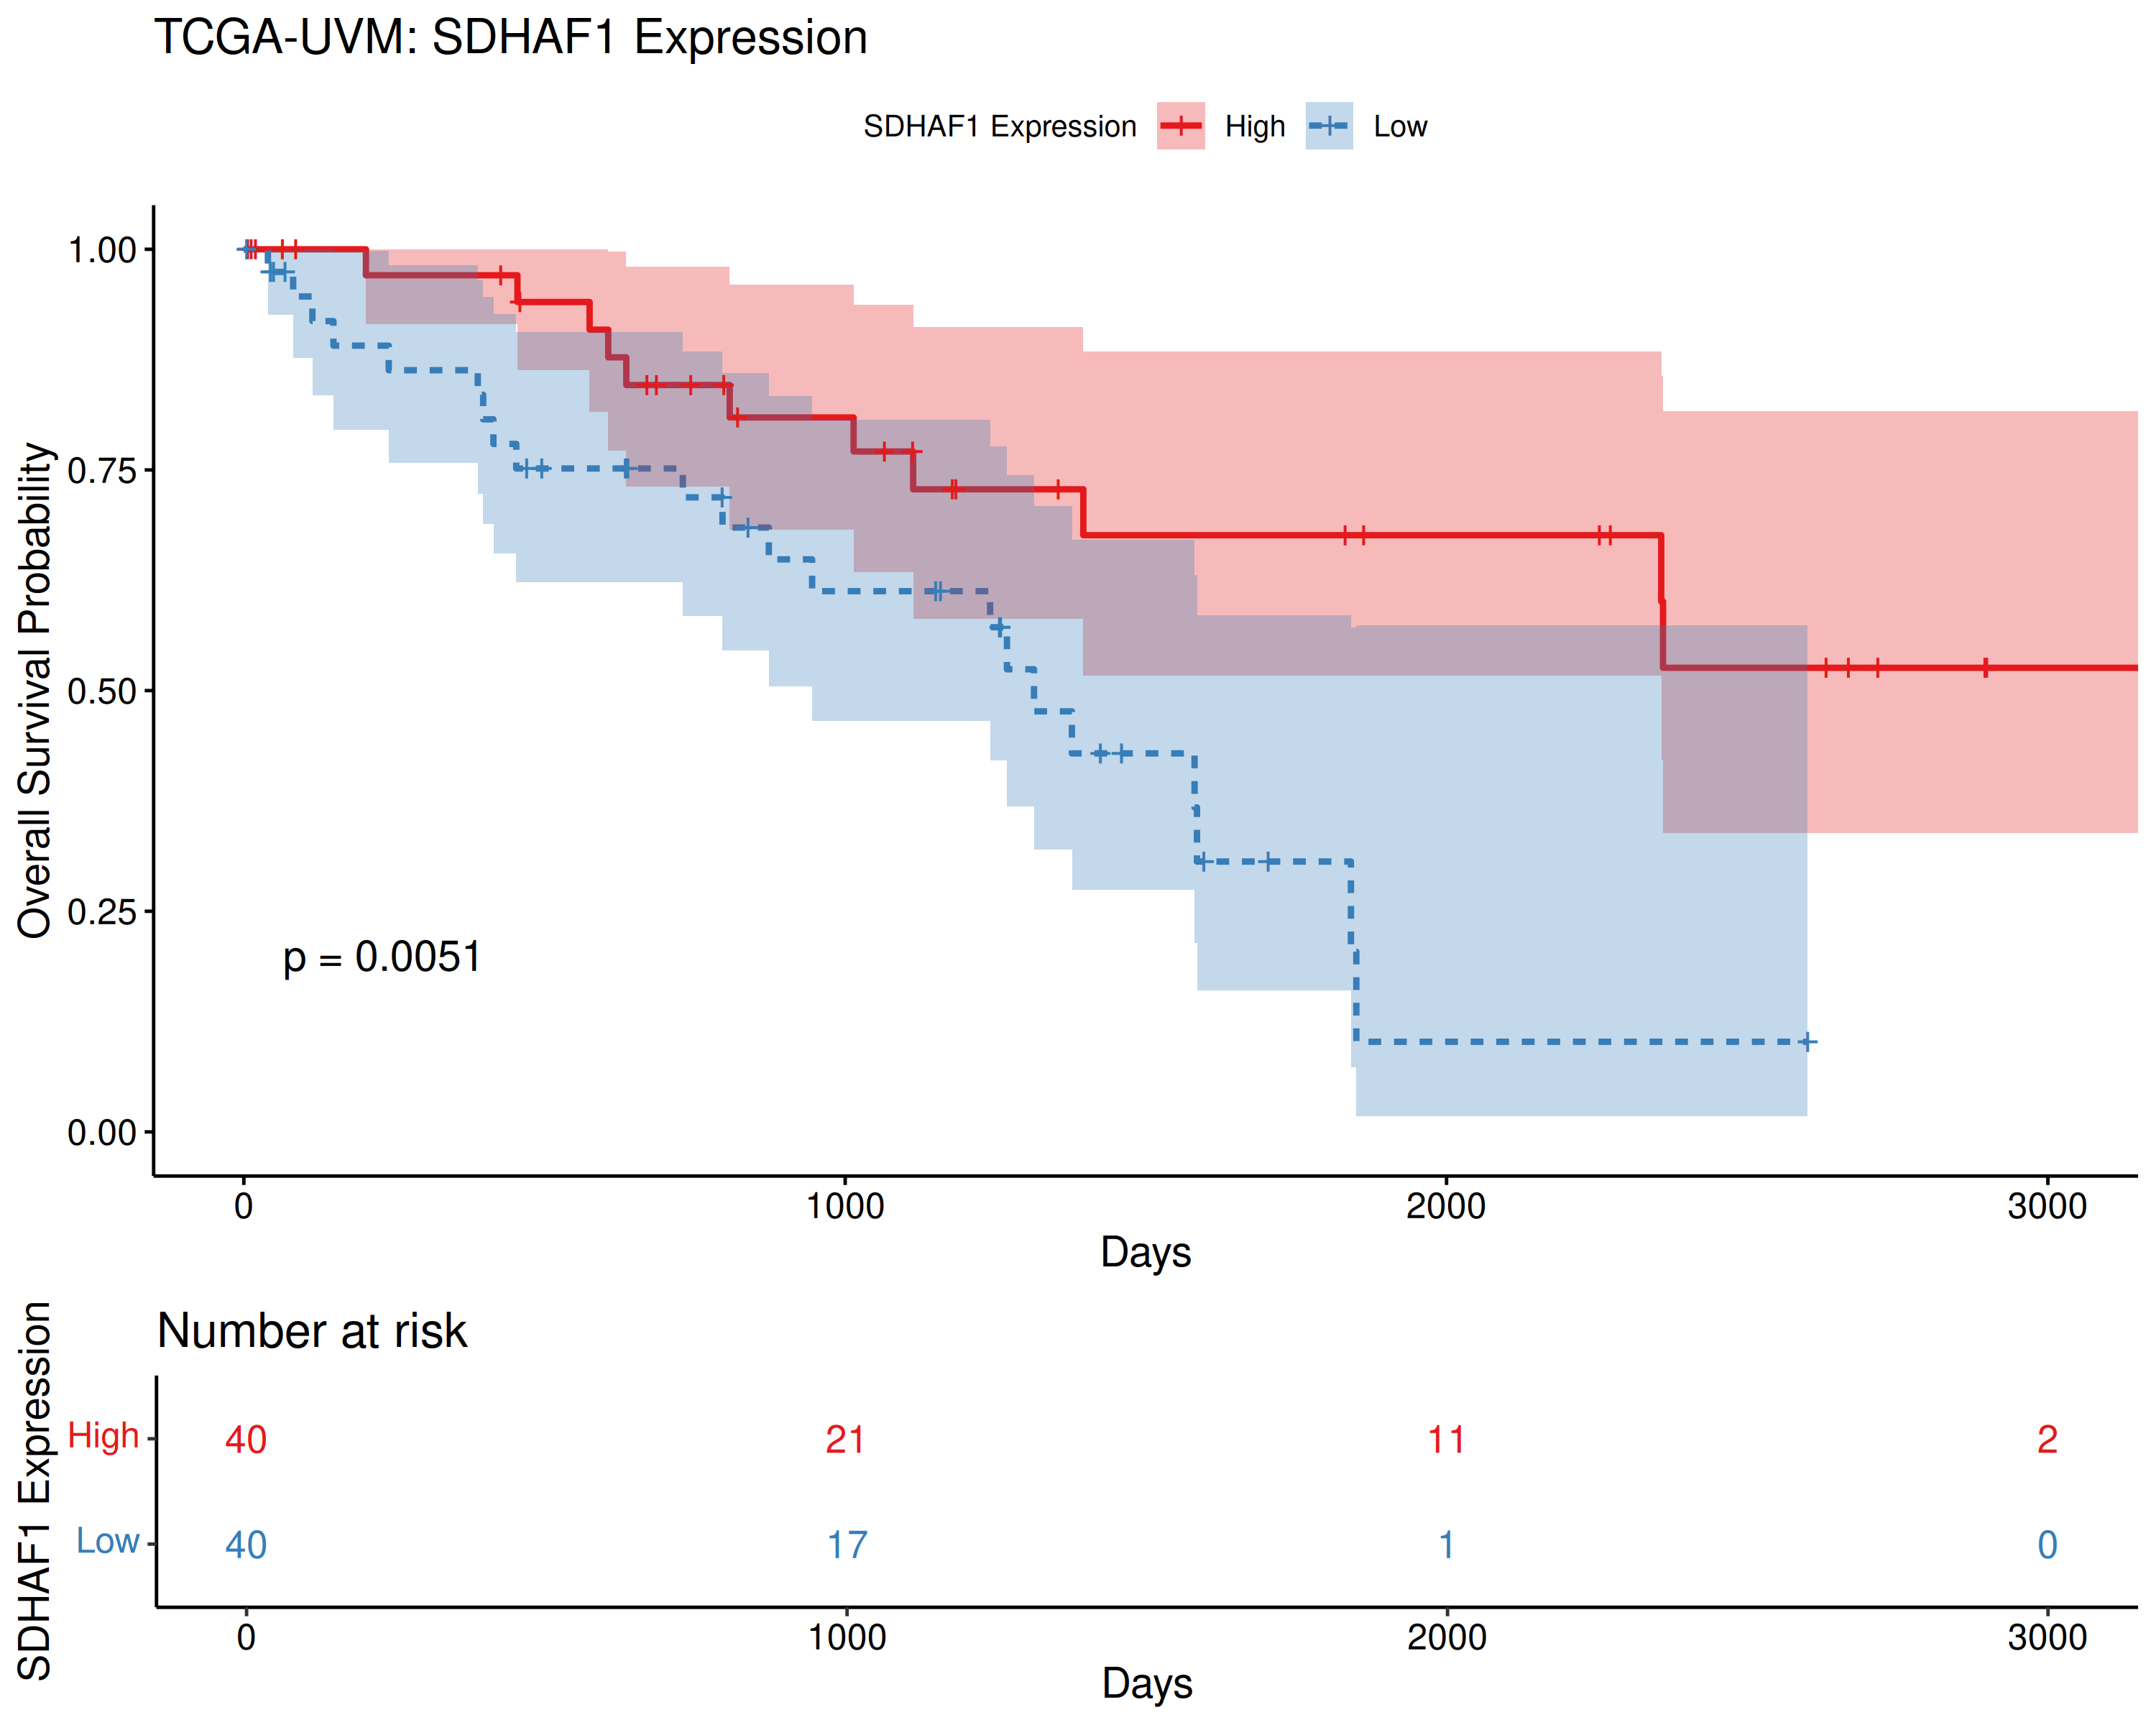 TCGA-UVM: SDHAF1 Expression
SDHAF1 Expression High Low
Overall Survival Probability
1.00
0.75
0.50
0.25
0.00
p = 0.0051
0 1000 2000 3000
Days
Number at risk
SDHAF1 Expression
High 40 21 11 2
Low 40 17 1 0
0 1000 2000 3000
Days